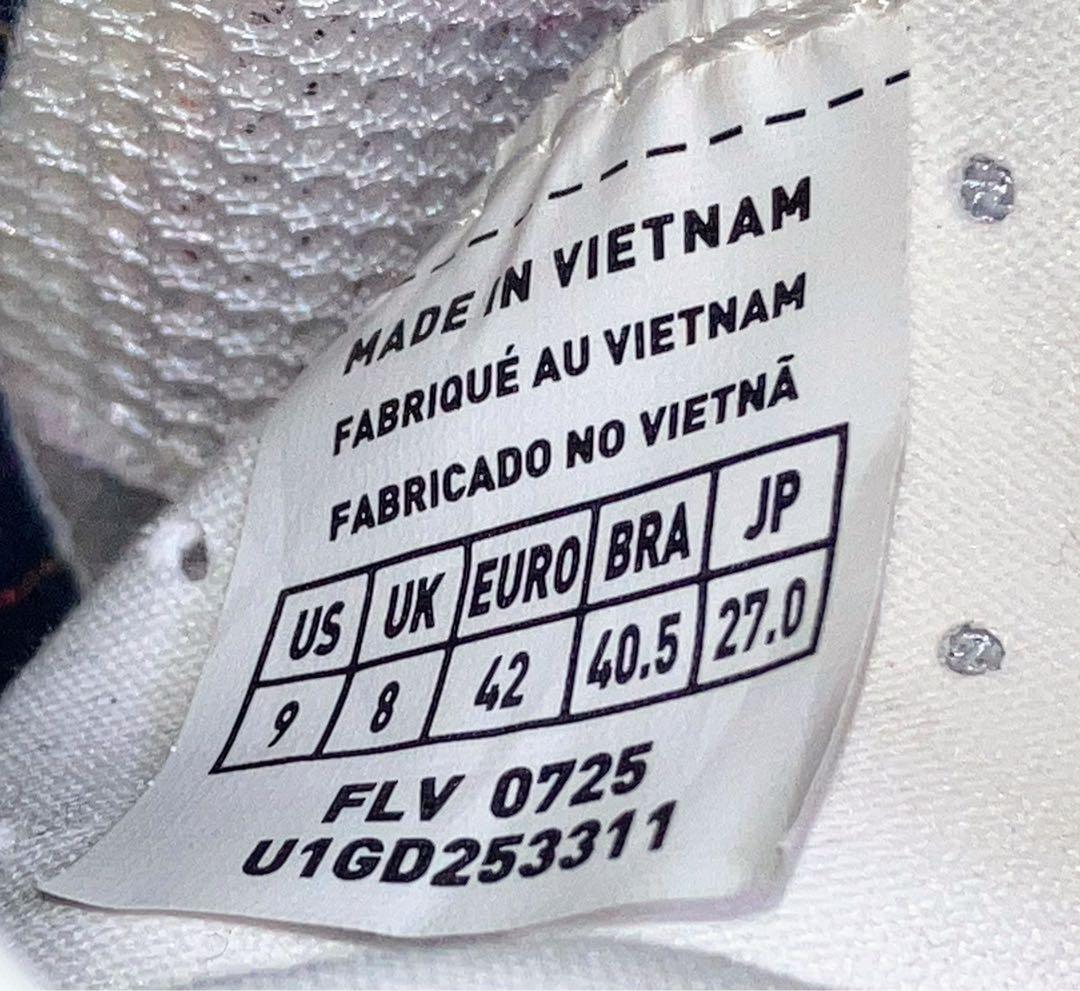 MADE IN VIETNAM
FABRIQUÉ AU VIETNAM
FABRICADO NO VIETNÃ
US UK EURO BRA JP
9 8 42 40.5 27.0
FLV 0725
U1GD253311